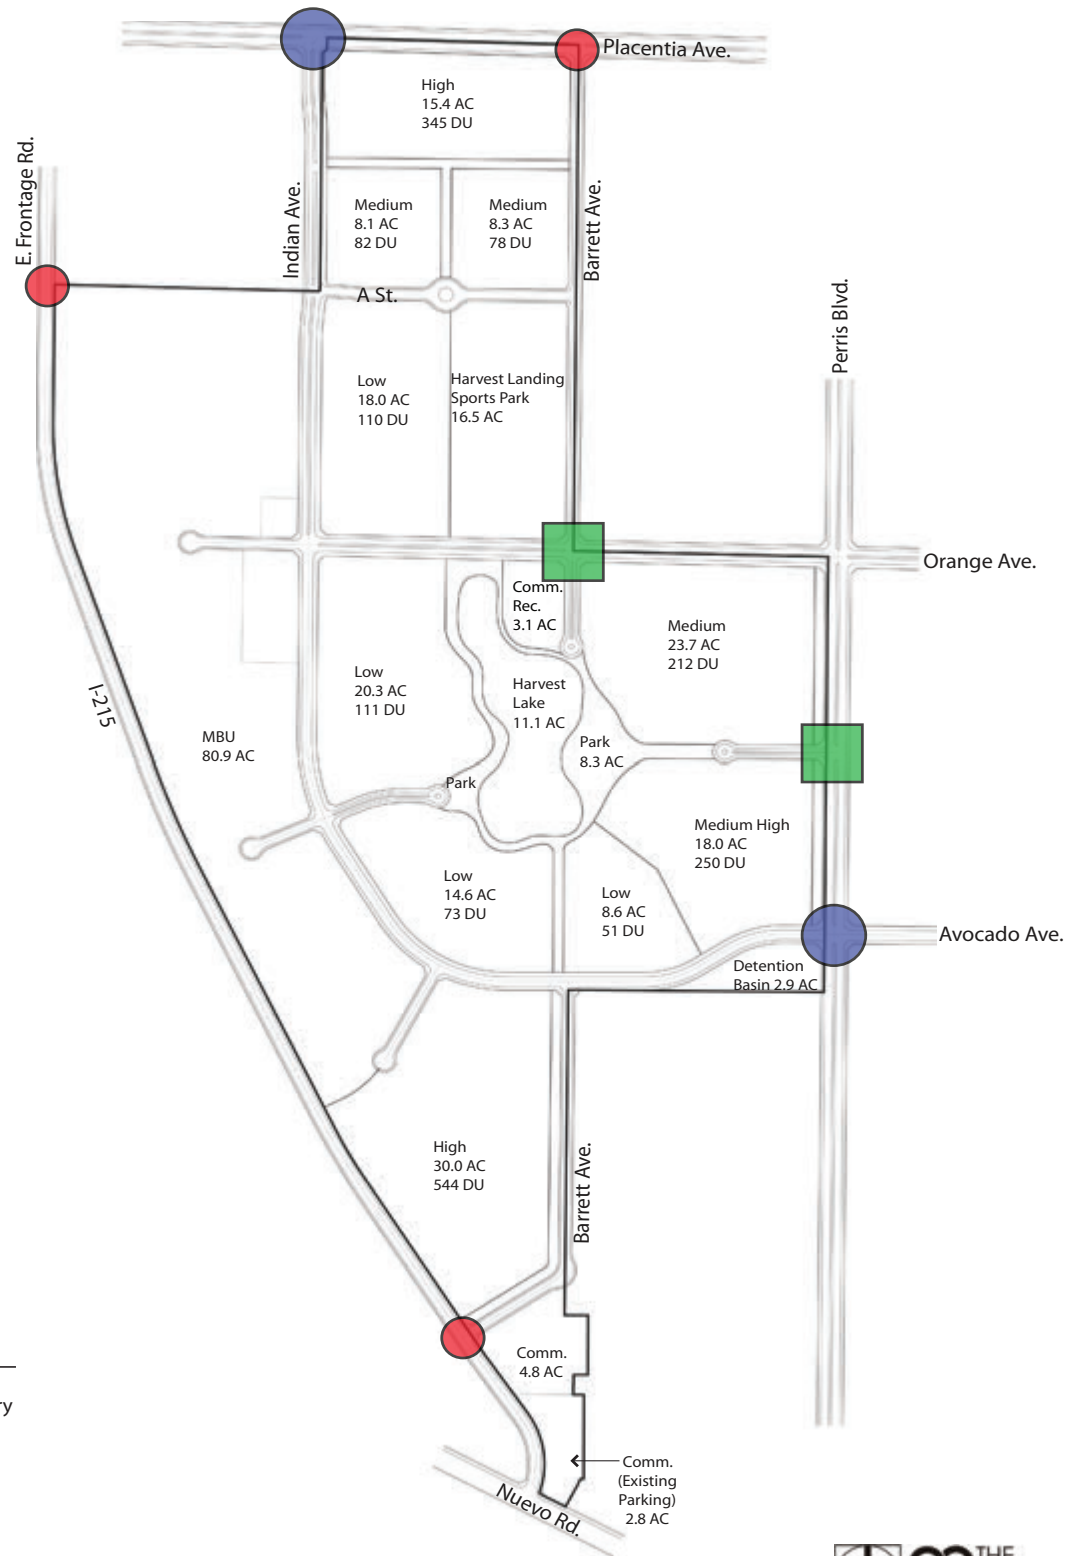 Placentia Ave.
High
15.4 AC
345 DU
E. Frontage Rd.
Indian Ave.
Medium
8.1 AC
82 DU
Medium
8.3 AC
78 DU
Barrett Ave.
A St.
Perris Blvd.
Low
18.0 AC
110 DU
Harvest Landing
Sports Park
16.5 AC
Orange Ave.
Comm.
Rec.
3.1 AC
Medium
23.7 AC
212 DU
Low
20.3 AC
111 DU
Harvest
Lake
11.1 AC
I-215
MBU
80.9 AC
Park
8.3 AC
Park
Medium High
18.0 AC
250 DU
Low
14.6 AC
73 DU
Low
8.6 AC
51 DU
Avocado Ave.
Detention
Basin 2.9 AC
High
30.0 AC
544 DU
Barrett Ave.
Comm.
4.8 AC
Comm.
(Existing
Parking)
2.8 AC
Nuevo Rd.
THE